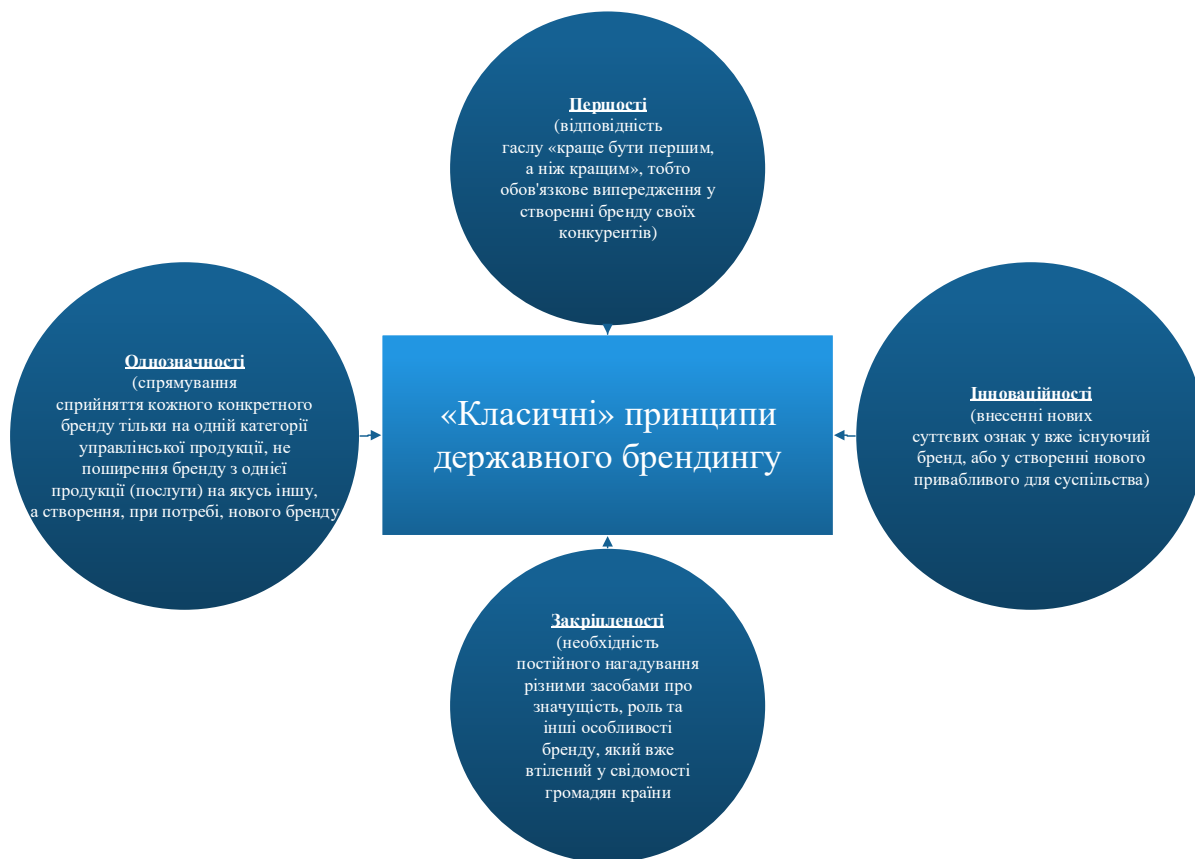 Першості
(відповідність
гаслу «краще бути першим,
а ніж кращим», тобто
обов'язкове випередження у
створенні бренду своїх
конкурентів)
Однозначності
(спрямування
сприйняття кожного конкретного
бренду тільки на одній категорії
управлінської продукції, не
поширення бренду з однієї
продукції (послуги) на якусь іншу,
а створення, при потребі, нового бренду
«Класичні» принципи
державного брендингу
Інноваційності
(внесенні нових
суттєвих ознак у вже існуючий
бренд, або у створенні нового
привабливого для суспільства)
Закріпленості
(необхідність
постійного нагадування
різними засобами про
значущість, роль та
інші особливості
бренду, який вже
втілений у свідомості
громадян країни